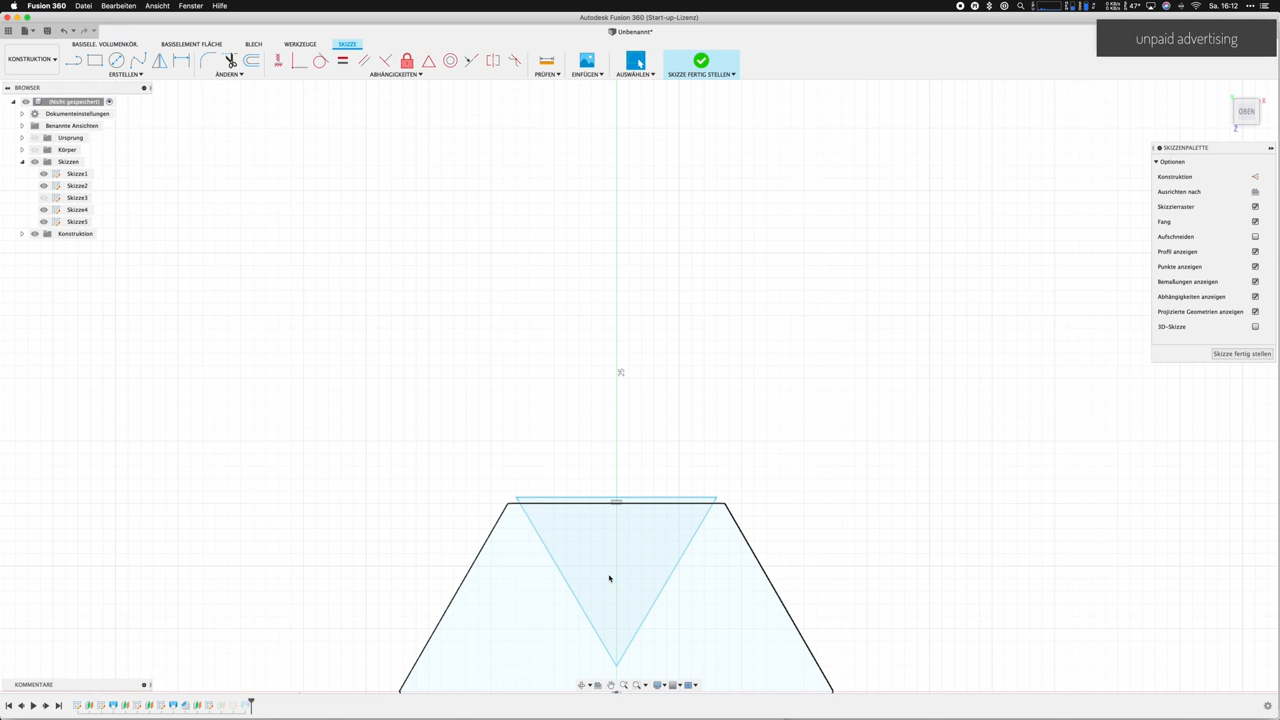 Fusion 360 Datei Bearbeiten Ansicht Fenster Hilfe
47° Sa. 16:12
Autodesk Fusion 360 (Start-up-Lizenz)
Unbenannt*
unpaid advertising
BASISELE. VOLUMENKÖR. BASISELEMENT FLÄCHE BLECH WERKZEUGE SKIZZE
KONSTRUKTION
ERSTELLEN ÄNDERN ABHÄNGIGKEITEN PRÜFEN EINFÜGEN AUSWÄHLEN SKIZZE FERTIG STELLEN
BROWSER
(Nicht gespeichert)
Dokumenteinstellungen
Benannte Ansichten
Ursprung
Körper
Skizzen
Skizze1
Skizze2
Skizze3
Skizze4
Skizze5
Konstruktion
OBEN
X
Z
SKIZZENPALETTE
Optionen
Konstruktion
Ausrichten nach
Skizzierraster
Fang
Aufschneiden
Profil anzeigen
Punkte anzeigen
Bemaßungen anzeigen
Abhängigkeiten anzeigen
Projizierte Geometrien anzeigen
3D-Skizze
Skizze fertig stellen
25
KOMMENTARE